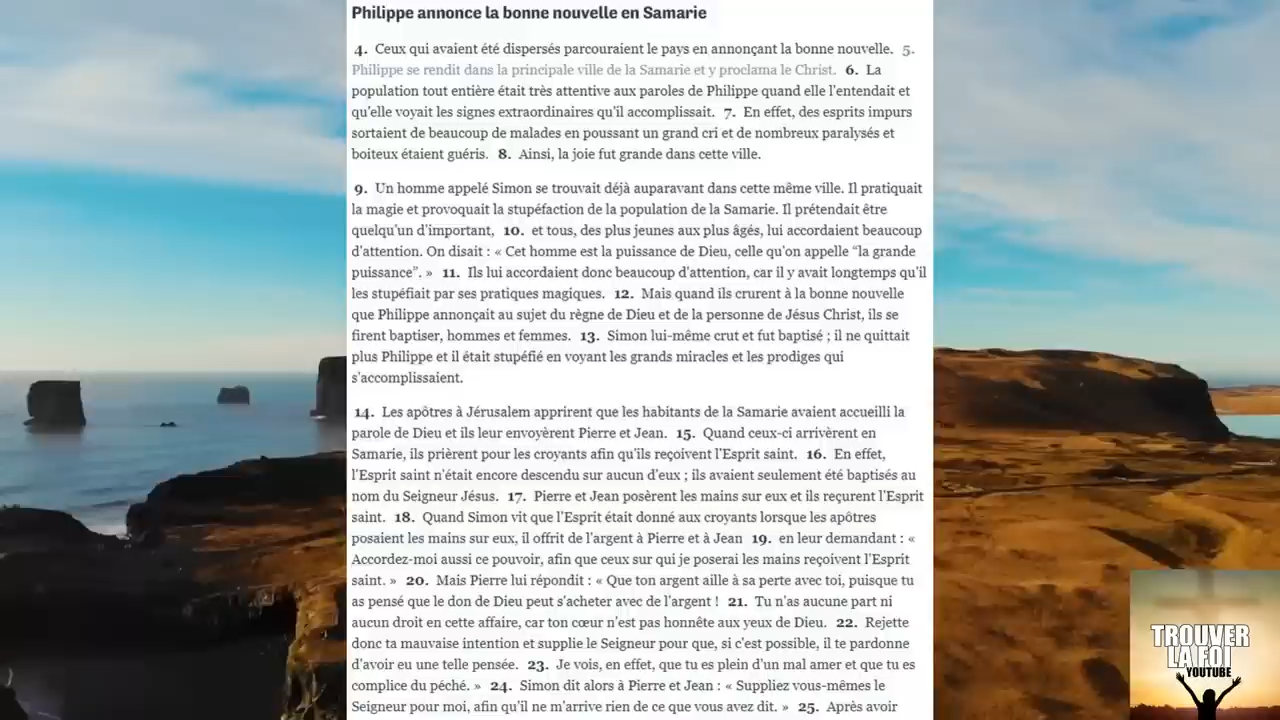 Philippe annonce la bonne nouvelle en Samarie
4. Ceux qui avaient été dispersés parcouraient le pays en annonçant la bonne nouvelle. 5.
Philippe se rendit dans la principale ville de la Samarie et y proclama le Christ. 6. La
population tout entière était très attentive aux paroles de Philippe quand elle l'entendait et
qu'elle voyait les signes extraordinaires qu'il accomplissait. 7. En effet, des esprits impurs
sortaient de beaucoup de malades en poussant un grand cri et de nombreux paralysés et
boiteux étaient guéris. 8. Ainsi, la joie fut grande dans cette ville.
9. Un homme appelé Simon se trouvait déjà auparavant dans cette même ville. Il pratiquait
la magie et provoquait la stupéfaction de la population de la Samarie. Il prétendait être
quelqu'un d'important, 10. et tous, des plus jeunes aux plus âgés, lui accordaient beaucoup
d'attention. On disait : « Cet homme est la puissance de Dieu, celle qu'on appelle “la grande
puissance”. » 11. Ils lui accordaient donc beaucoup d'attention, car il y avait longtemps qu'il
les stupéfiait par ses pratiques magiques. 12. Mais quand ils crurent à la bonne nouvelle
que Philippe annonçait au sujet du règne de Dieu et de la personne de Jésus Christ, ils se
firent baptiser, hommes et femmes. 13. Simon lui-même crut et fut baptisé ; il ne quittait
plus Philippe et il était stupéfié en voyant les grands miracles et les prodiges qui
s'accomplissaient.
14. Les apôtres à Jérusalem apprirent que les habitants de la Samarie avaient accueilli la
parole de Dieu et ils leur envoyèrent Pierre et Jean. 15. Quand ceux-ci arrivèrent en
Samarie, ils prièrent pour les croyants afin qu'ils reçoivent l'Esprit saint. 16. En effet,
l'Esprit saint n'était encore descendu sur aucun d'eux ; ils avaient seulement été baptisés au
nom du Seigneur Jésus. 17. Pierre et Jean posèrent les mains sur eux et ils reçurent l'Esprit
saint. 18. Quand Simon vit que l'Esprit était donné aux croyants lorsque les apôtres
posaient les mains sur eux, il offrit de l'argent à Pierre et à Jean 19. en leur demandant : «
Accordez-moi aussi ce pouvoir, afin que ceux sur qui je poserai les mains reçoivent l'Esprit
saint. » 20. Mais Pierre lui répondit : « Que ton argent aille à sa perte avec toi, puisque tu
as pensé que le don de Dieu peut s'acheter avec de l'argent ! 21. Tu n'as aucune part ni
aucun droit en cette affaire, car ton cœur n'est pas honnête aux yeux de Dieu. 22. Rejette
donc ta mauvaise intention et supplie le Seigneur pour que, si c'est possible, il te pardonne
d'avoir eu une telle pensée. 23. Je vois, en effet, que tu es plein d'un mal amer et que tu es
complice du péché. » 24. Simon dit alors à Pierre et Jean : « Suppliez vous-mêmes le
Seigneur pour moi, afin qu'il ne m'arrive rien de ce que vous avez dit. » 25. Après avoir
TROUVER
LA FOI
YOUTUBE